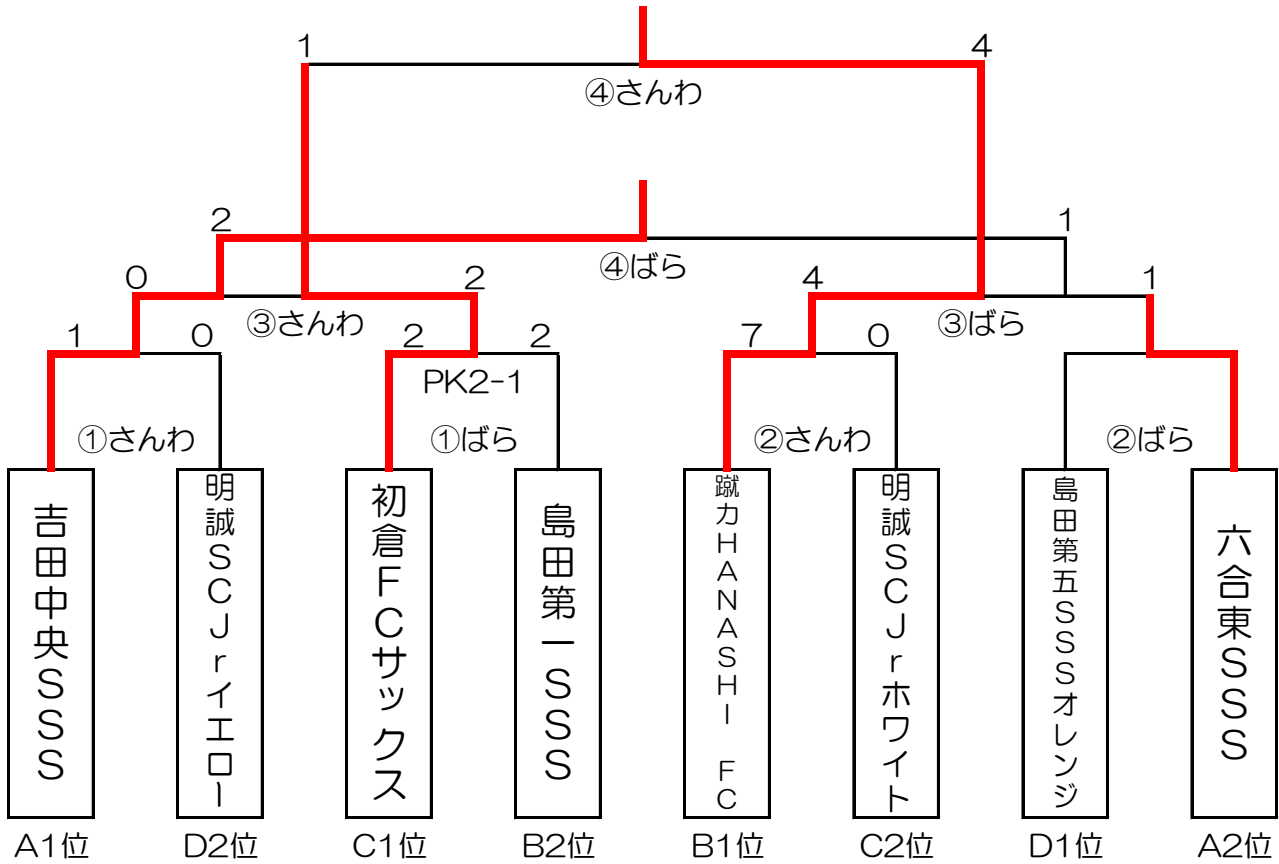 1 4
④さんわ
2 1
④ばら
0 2 4 1
③さんわ ③ばら
1 0 2 2 7 0
PK2-1
①さんわ ①ばら ②さんわ ②ばら
吉田中央SSS
明誠SCJrイエロー
初倉FCサックス
島田第一SSS
蹴力HANASHI FC
明誠SCJrホワイト
島田第五SSSオレンジ
六合東SSS
A1位 D2位 C1位 B2位 B1位 C2位 D1位 A2位